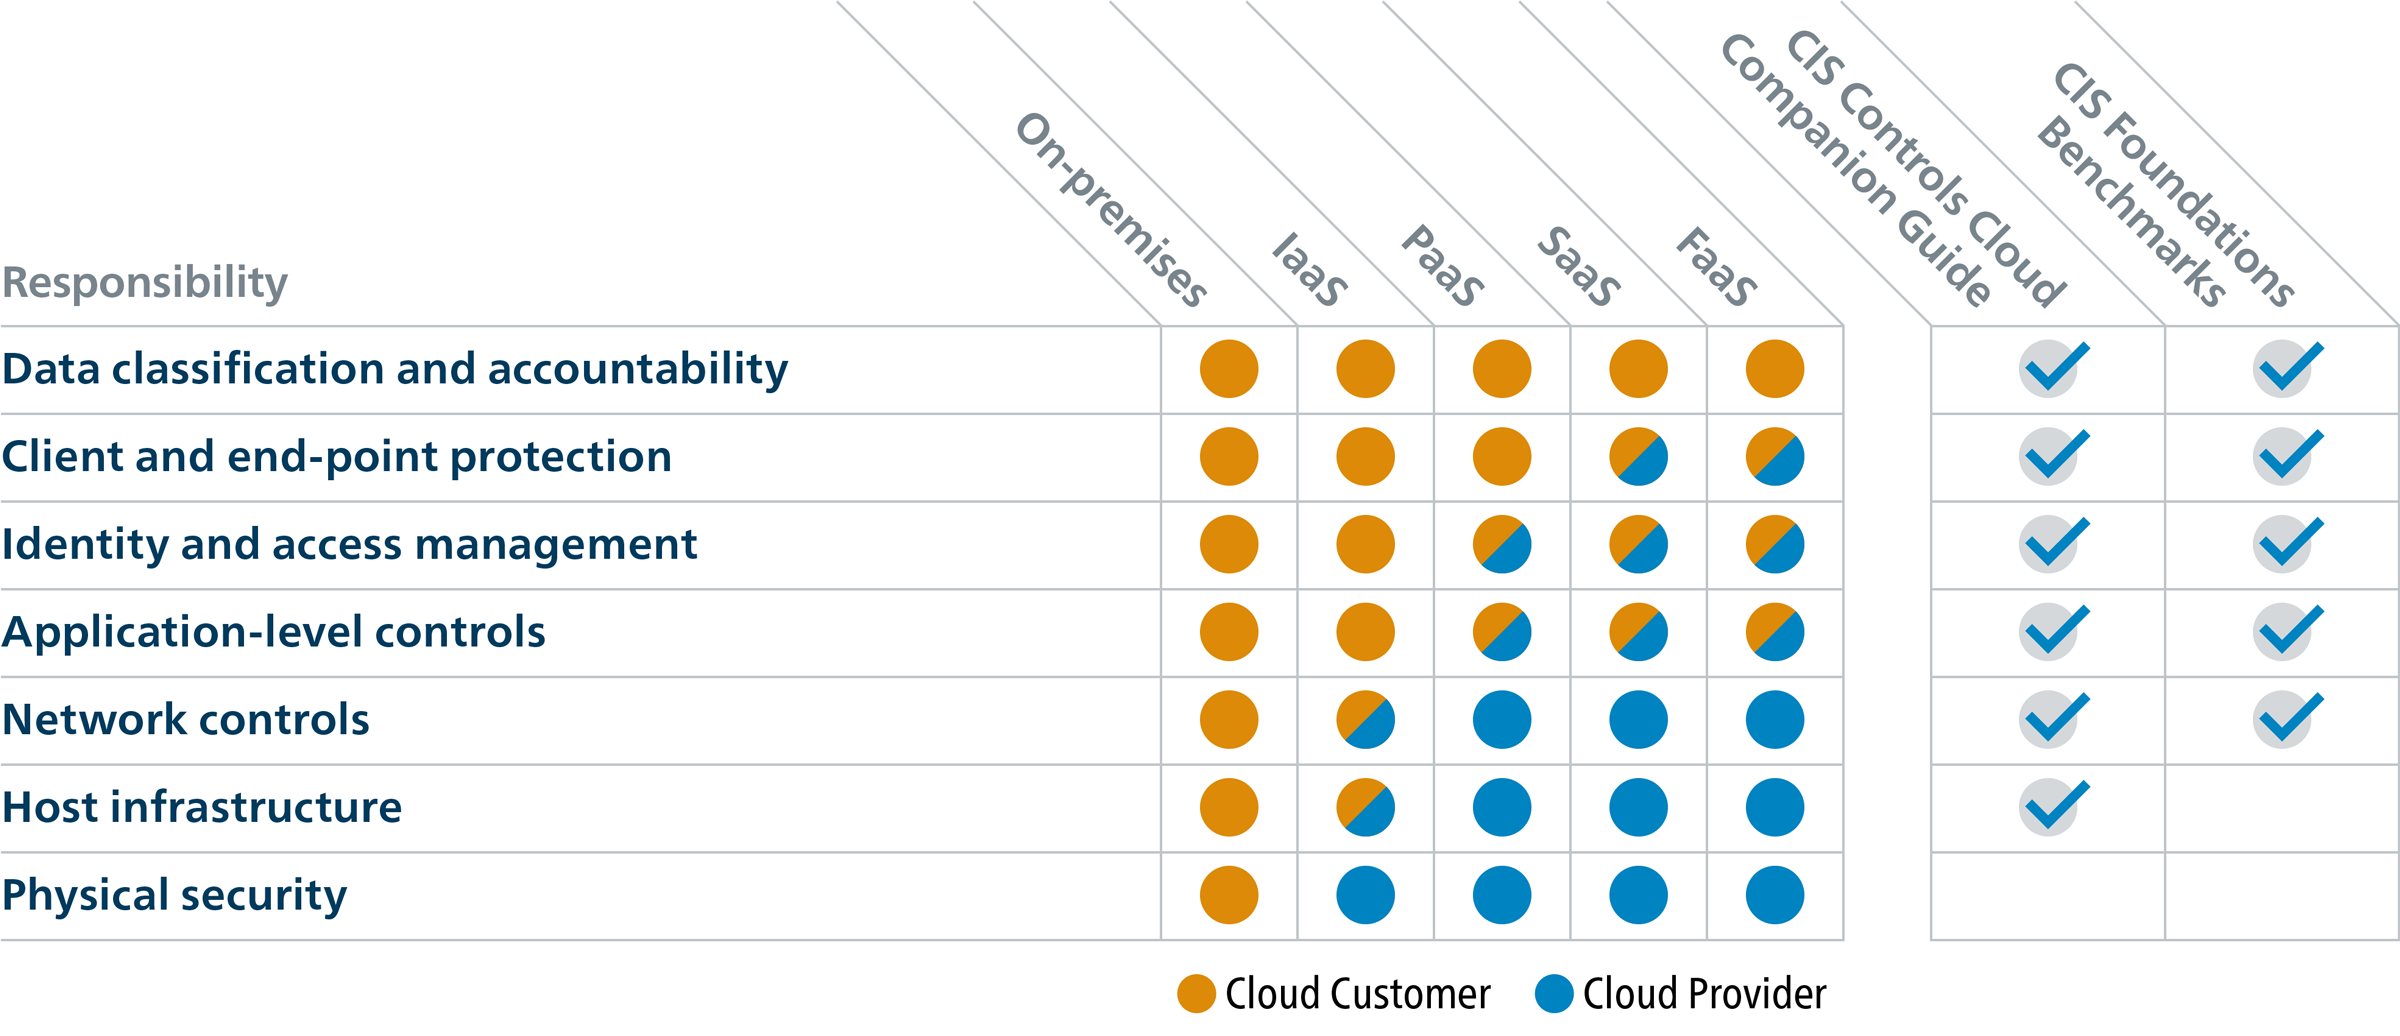 On-premises
IaaS
PaaS
SaaS
FaaS
CIS Controls Cloud
Companion Guide
CIS Foundations
Benchmarks
Responsibility
Data classification and accountability
Client and end-point protection
Identity and access management
Application-level controls
Network controls
Host infrastructure
Physical security
Cloud Customer
Cloud Provider